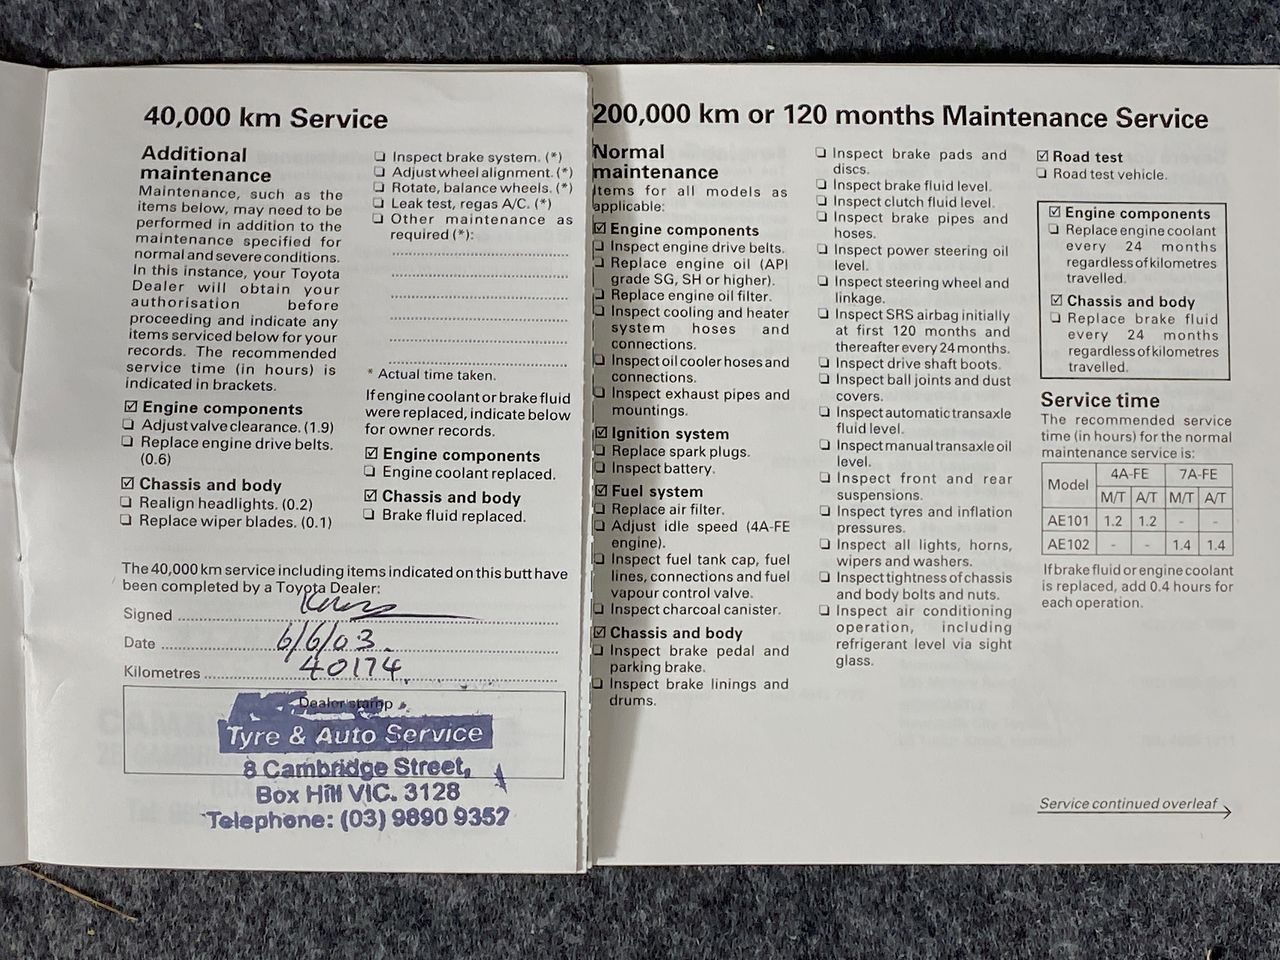 40,000 km Service
Additional
maintenance
Maintenance, such as the
items below, may need to be
performed in addition to the
maintenance specified for
normal and severe conditions.
In this instance, your Toyota
Dealer will obtain your
authorisation before
proceeding and indicate any
items serviced below for your
records. The recommended
service time (in hours) is
indicated in brackets.
☑ Engine components
❏ Adjust valve clearance. (1.9)
❏ Replace engine drive belts.
(0.6)
☑ Chassis and body
❏ Realign headlights. (0.2)
❏ Replace wiper blades. (0.1)
❏ Inspect brake system. (*)
❏ Adjust wheel alignment. (*)
❏ Rotate, balance wheels. (*)
❏ Leak test, regas A/C. (*)
❏ Other maintenance as
required (*):
* Actual time taken.
If engine coolant or brake fluid
were replaced, indicate below
for owner records.
☑ Engine components
❏ Engine coolant replaced.
☑ Chassis and body
❏ Brake fluid replaced.
The 40,000 km service including items indicated on this butt have
been completed by a Toyota Dealer:
Signed
Date 6/6/03.
Kilometres 40174.
Dealer stamp
Tyre & Auto Service
8 Cambridge Street,
Box Hill VIC. 3128
Telephone: (03) 9890 9352
200,000 km or 120 months Maintenance Service
Normal
maintenance
Items for all models as
applicable:
☑ Engine components
❏ Inspect engine drive belts.
❏ Replace engine oil (API
grade SG, SH or higher).
❏ Replace engine oil filter.
❏ Inspect cooling and heater
system hoses and
connections.
❏ Inspect oil cooler hoses and
connections.
❏ Inspect exhaust pipes and
mountings.
☑ Ignition system
❏ Replace spark plugs.
❏ Inspect battery.
☑ Fuel system
❏ Replace air filter.
❏ Adjust idle speed (4A-FE
engine).
❏ Inspect fuel tank cap, fuel
lines, connections and fuel
vapour control valve.
❏ Inspect charcoal canister.
☑ Chassis and body
❏ Inspect brake pedal and
parking brake.
❏ Inspect brake linings and
drums.
❏ Inspect brake pads and
discs.
❏ Inspect brake fluid level.
❏ Inspect clutch fluid level.
❏ Inspect brake pipes and
hoses.
❏ Inspect power steering oil
level.
❏ Inspect steering wheel and
linkage.
❏ Inspect SRS airbag initially
at first 120 months and
thereafter every 24 months.
❏ Inspect drive shaft boots.
❏ Inspect ball joints and dust
covers.
❏ Inspect automatic transaxle
fluid level.
❏ Inspect manual transaxle oil
level.
❏ Inspect front and rear
suspensions.
❏ Inspect tyres and inflation
pressures.
❏ Inspect all lights, horns,
wipers and washers.
❏ Inspect tightness of chassis
and body bolts and nuts.
❏ Inspect air conditioning
operation, including
refrigerant level via sight
glass.
☑ Road test
❏ Road test vehicle.
☑ Engine components
❏ Replace engine coolant
every 24 months
regardless of kilometres
travelled.
☑ Chassis and body
❏ Replace brake fluid
every 24 months
regardless of kilometres
travelled.
Service time
The recommended service
time (in hours) for the normal
maintenance service is:
Model 4A-FE 7A-FE
M/T A/T M/T A/T
AE101 1.2 1.2 - -
AE102 - - 1.4 1.4
If brake fluid or engine coolant
is replaced, add 0.4 hours for
each operation.
Service continued overleaf